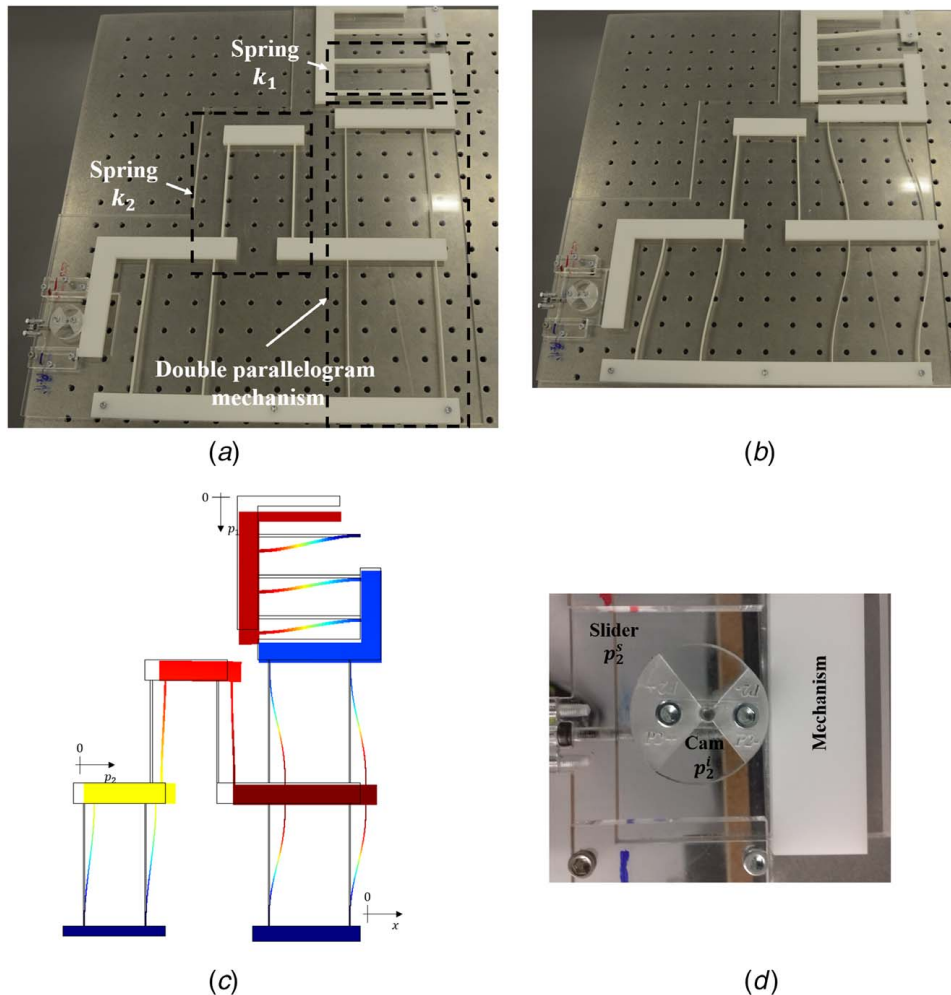 Spring
k₁
Spring
k₂
Double parallelogram
mechanism
(a)
(b)
0
p₁
0
p₂
0
x
(c)
Slider
p₂ˢ
Cam
p₂ⁱ
Mechanism
(d)